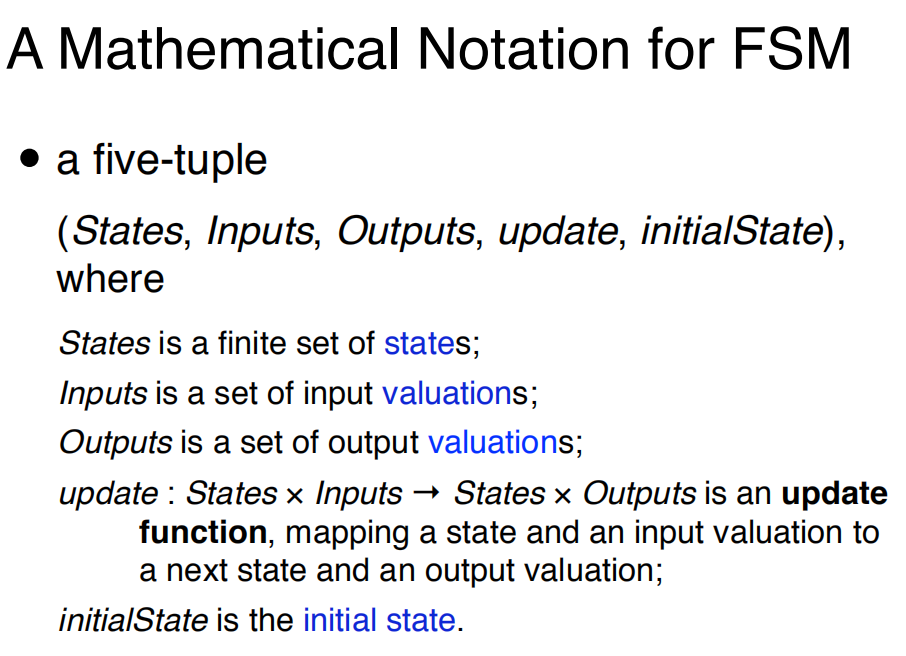 A Mathematical Notation for FSM
• a five-tuple
(States, Inputs, Outputs, update, initialState),
where
States is a finite set of states;
Inputs is a set of input valuations;
Outputs is a set of output valuations;
update : States × Inputs → States × Outputs is an update
function, mapping a state and an input valuation to
a next state and an output valuation;
initialState is the initial state.